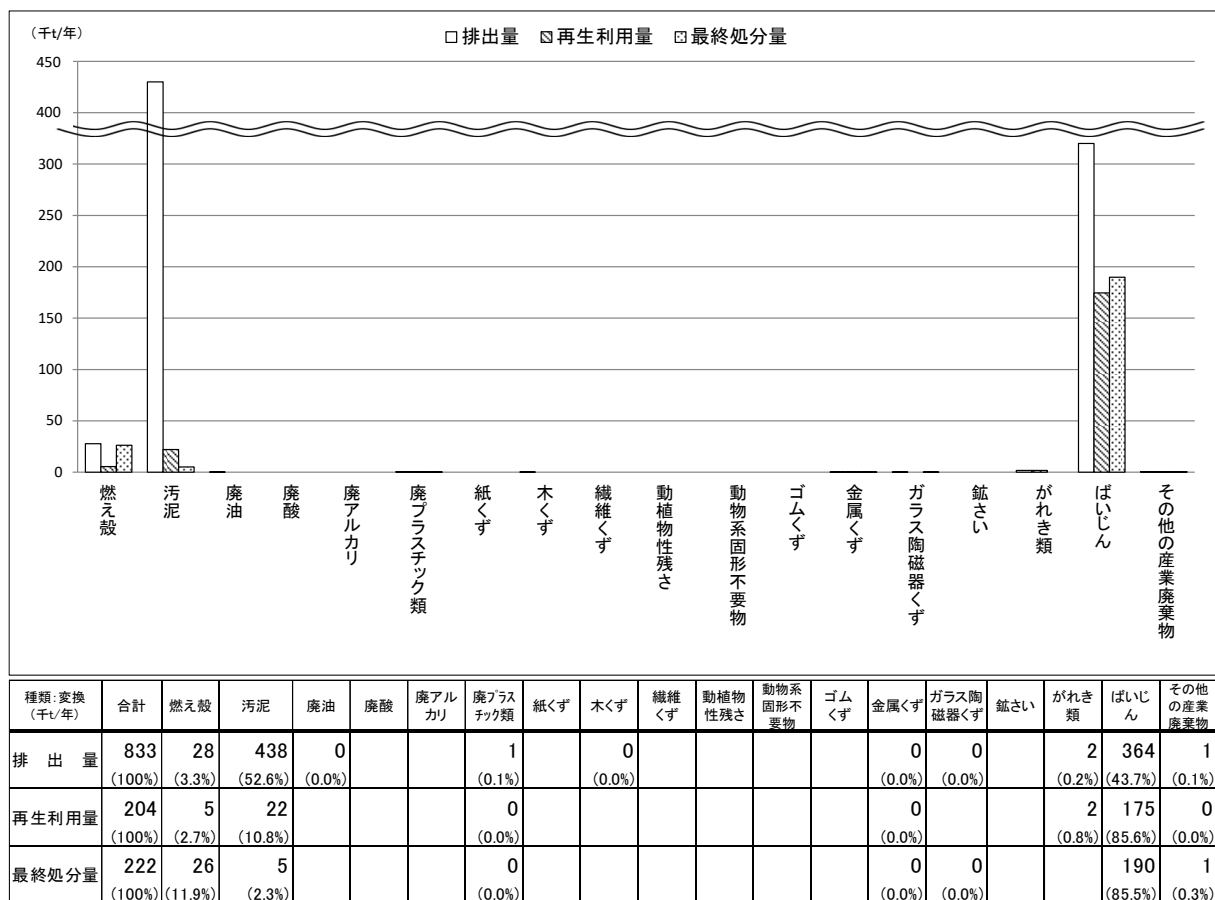 （千t/年）
□排出量 ▧再生利用量 ▨最終処分量
450
400
300
250
200
150
100
50
0
燃え殻
汚泥
廃油
廃酸
廃アルカリ
廃プラスチック類
紙くず
木くず
繊維くず
動植物性残さ
動物系固形不要物
ゴムくず
金属くず
ガラス陶磁器くず
鉱さい
がれき類
ばいじん
その他の産業廃棄物
種類:変換（千t/年） 合計 燃え殻 汚泥 廃油 廃酸 廃アルカリ 廃プラスチック類 紙くず 木くず 繊維くず 動植物性残さ 動物系固形不要物 ゴムくず 金属くず ガラス陶磁器くず 鉱さい がれき類 ばいじん その他の産業廃棄物
排出量 833 28 438 0 1 0 0 0 2 364 1
(100%) (3.3%) (52.6%) (0.0%) (0.1%) (0.0%) (0.0%) (0.0%) (0.2%) (43.7%) (0.1%)
再生利用量 204 5 22 0 0 2 175 0
(100%) (2.7%) (10.8%) (0.0%) (0.0%) (0.8%) (85.6%) (0.0%)
最終処分量 222 26 5 0 0 0 190 1
(100%) (11.9%) (2.3%) (0.0%) (0.0%) (0.0%) (85.5%) (0.3%)